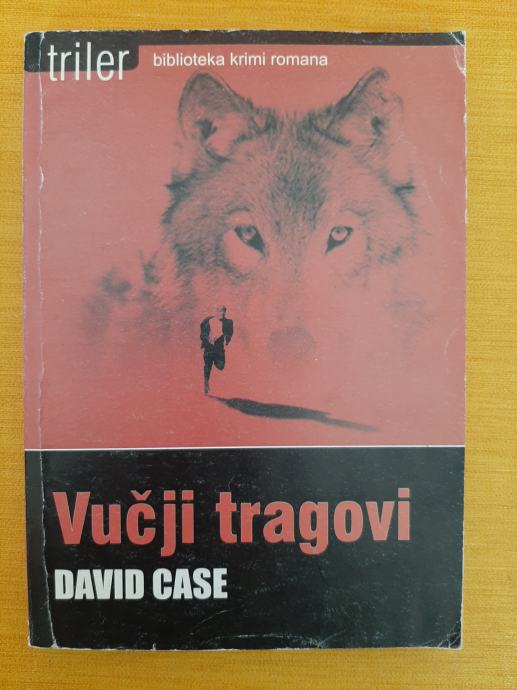 triler
biblioteka krimi romana
Vučji tragovi
DAVID CASE